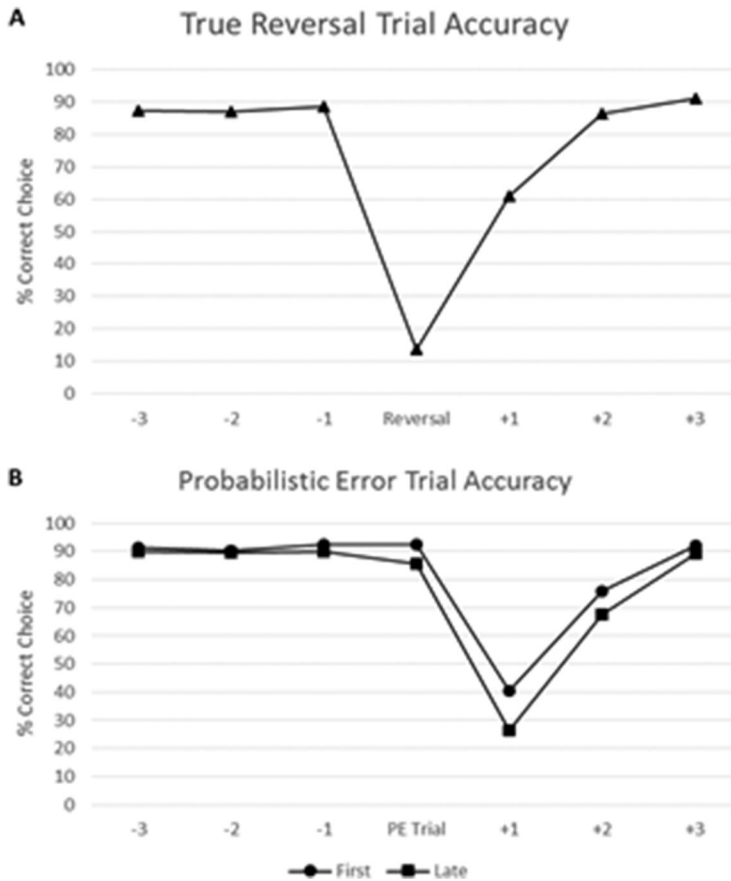 A
True Reversal Trial Accuracy
% Correct Choice
100
90
80
70
60
50
40
30
20
10
0
-3 -2 -1 Reversal +1 +2 +3
B
Probabilistic Error Trial Accuracy
% Correct Choice
100
90
80
70
60
50
40
30
20
10
0
-3 -2 -1 PE Trial +1 +2 +3
First Late